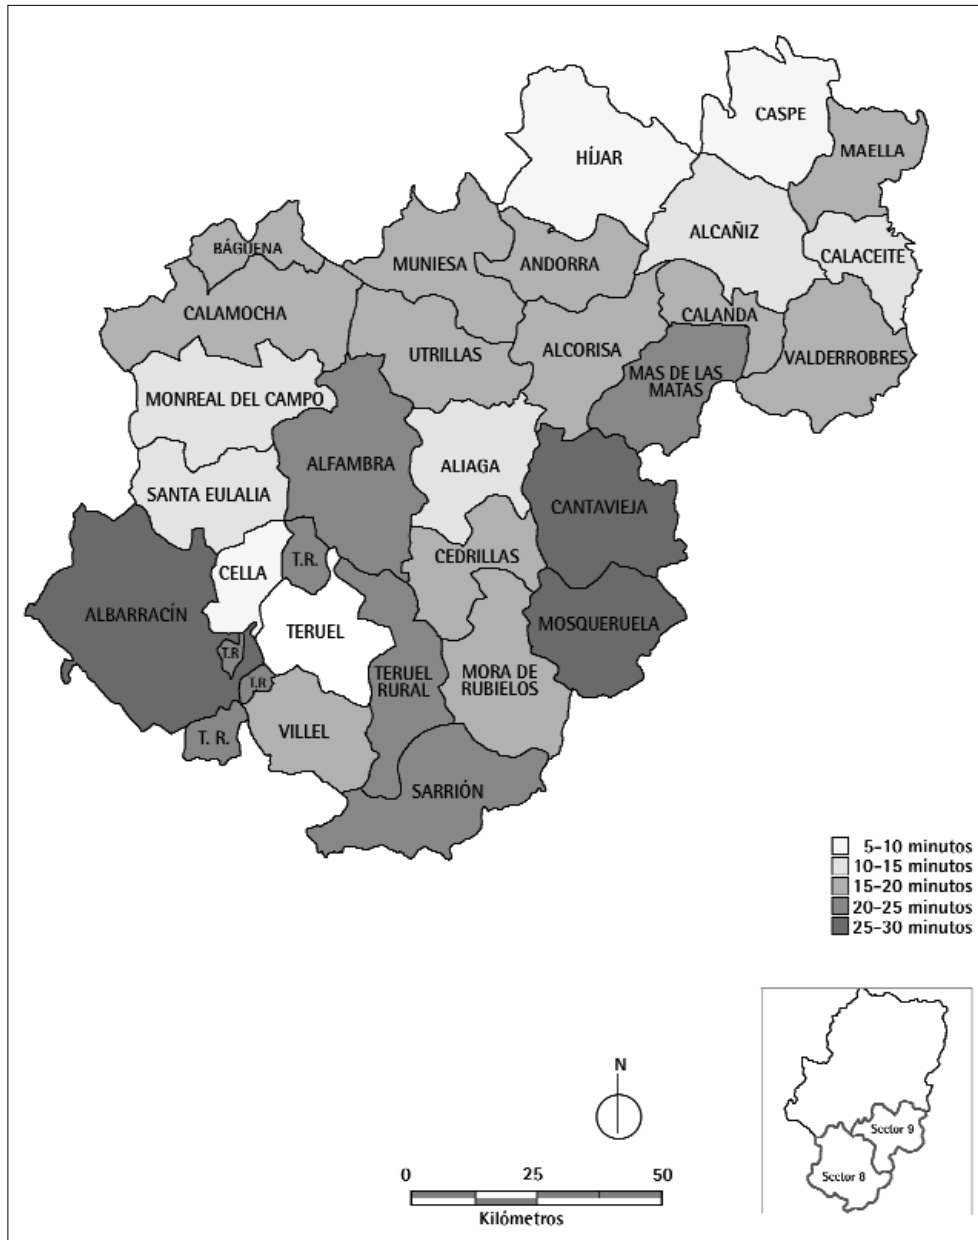 CASPE
MAELLA
HÍJAR
ALCAÑIZ
BÁGUENA
CALACEITE
MUNIESA
ANDORRA
CALAMOCHA
CALANDA
UTRILLAS
ALCORISA
VALDERROBRES
MAS DE LAS
MATAS
MONREAL DEL CAMPO
ALFAMBRA
ALIAGA
SANTA EULALIA
CANTAVIEJA
CEDRILLAS
T.R.
CELLA
ALBARRACÍN
TERUEL
MOSQUERUELA
T.R
TERUEL
RURAL
MORA DE
RUBIELOS
T.R.
T. R.
VILLEL
SARRIÓN
5-10 minutos
10-15 minutos
15-20 minutos
20-25 minutos
25-30 minutos
N
Sector 9
Sector 8
0 25 50
Kilómetros